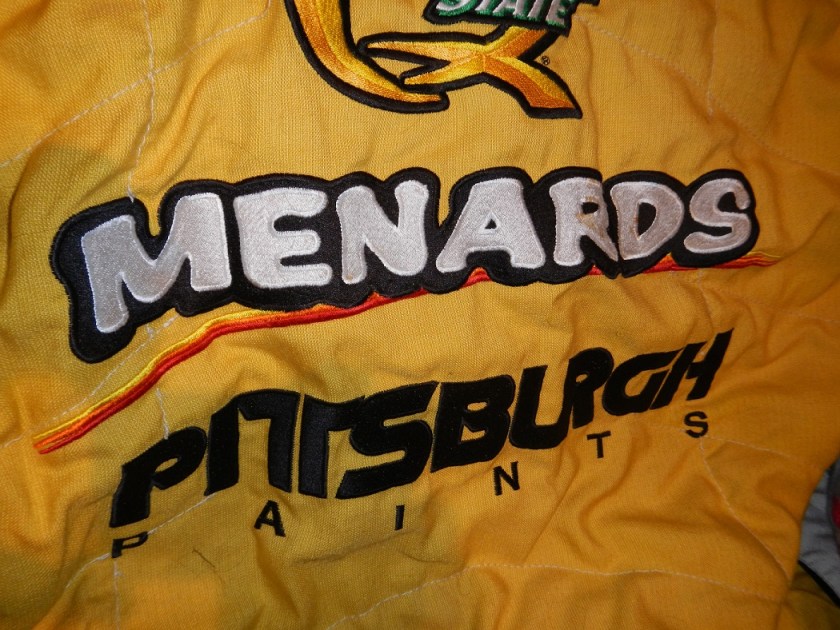 STATE
MENARDS
PITTSBURGH
PAINTS